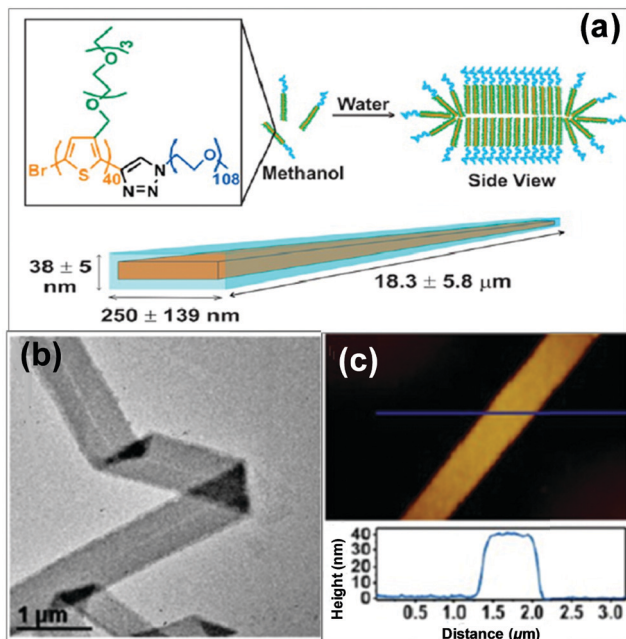 (a)
3
O
O
Br
S
40
N=N
N
O
108
Methanol
Water
Side View
38 ± 5
nm
250 ± 139 nm
18.3 ± 5.8 μm
(b)
1 μm
(c)
Height (nm)
40
30
20
10
0
0.5 1.0 1.5 2.0 2.5 3.0
Distance (μm)